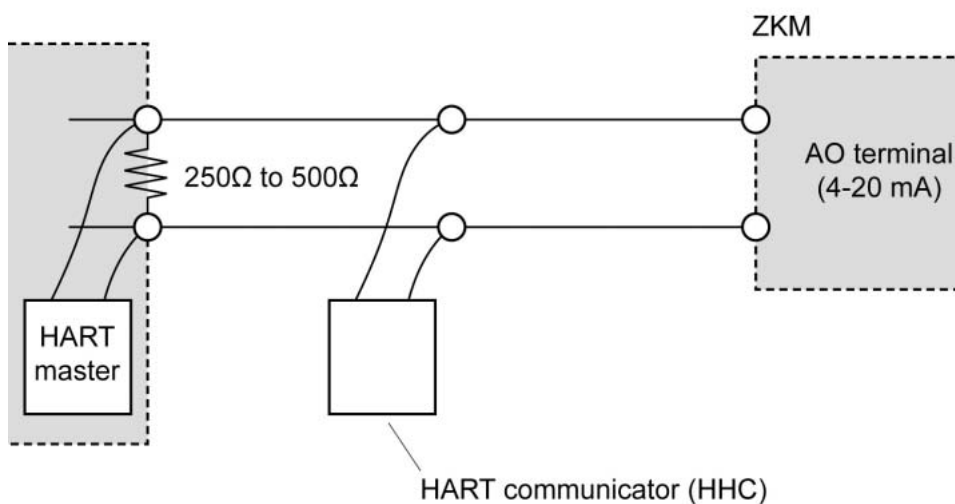 ZKM
AO terminal
(4-20 mA)
250Ω to 500Ω
HART
master
HART communicator (HHC)